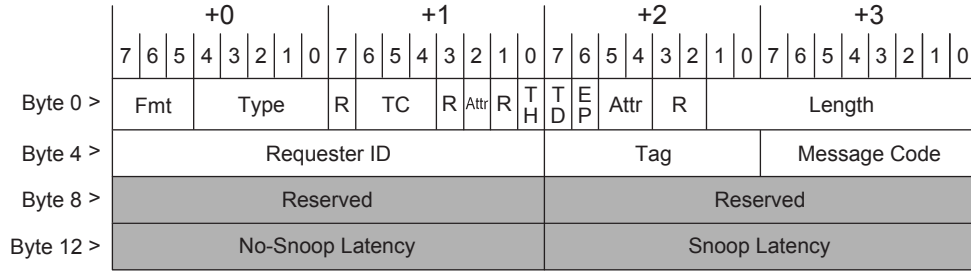 +0 +1 +2 +3
7 6 5 4 3 2 1 0 7 6 5 4 3 2 1 0 7 6 5 4 3 2 1 0 7 6 5 4 3 2 1 0
Byte 0 > Fmt Type R TC R Attr R TH TD EP Attr R Length
Byte 4 > Requester ID Tag Message Code
Byte 8 > Reserved Reserved
Byte 12 > No-Snoop Latency Snoop Latency